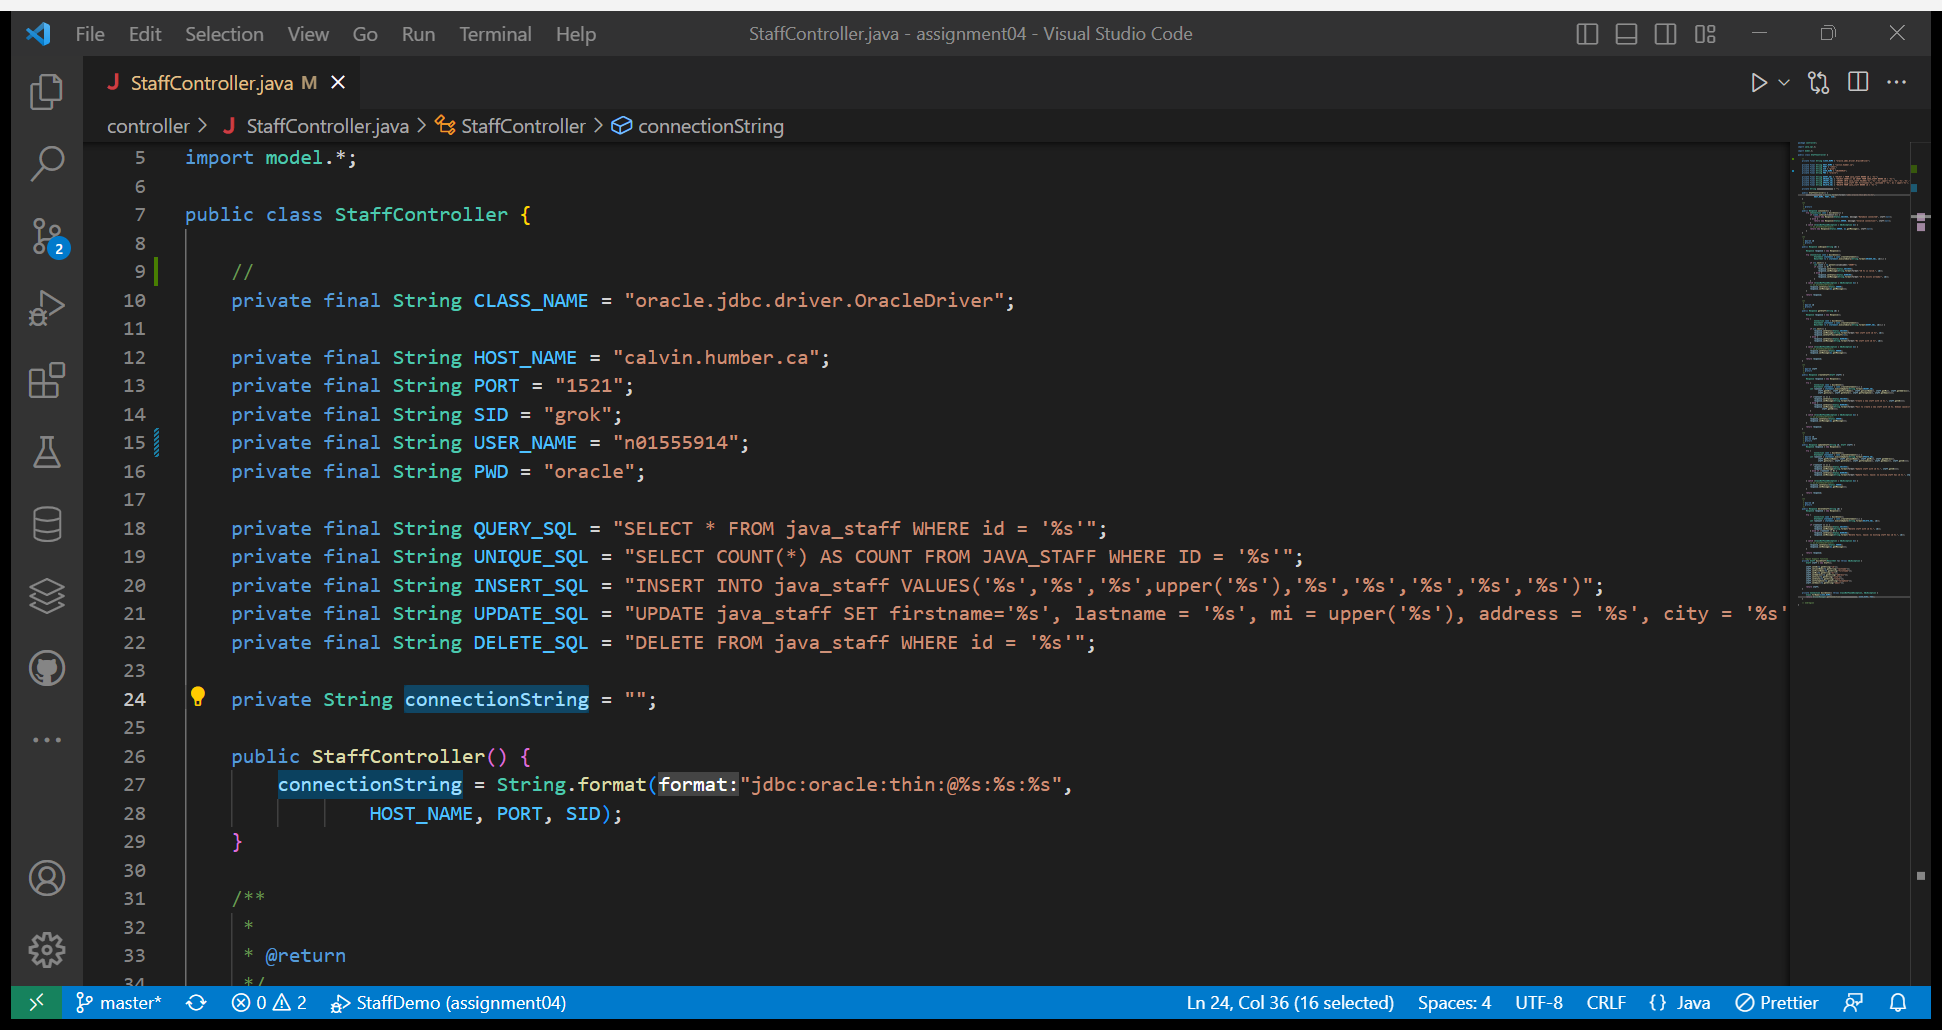 File Edit Selection View Go Run Terminal Help StaffController.java - assignment04 - Visual Studio Code
J StaffController.java M
controller > J StaffController.java > StaffController > connectionString
5 import model.*;
6
7 public class StaffController {
8
9 //
10 private final String CLASS_NAME = "oracle.jdbc.driver.OracleDriver";
11
12 private final String HOST_NAME = "calvin.humber.ca";
13 private final String PORT = "1521";
14 private final String SID = "grok";
15 private final String USER_NAME = "n01555914";
16 private final String PWD = "oracle";
17
18 private final String QUERY_SQL = "SELECT * FROM java_staff WHERE id = '%s'";
19 private final String UNIQUE_SQL = "SELECT COUNT(*) AS COUNT FROM JAVA_STAFF WHERE ID = '%s'";
20 private final String INSERT_SQL = "INSERT INTO java_staff VALUES('%s','%s','%s',upper('%s'),'%s','%s','%s','%s','%s')";
21 private final String UPDATE_SQL = "UPDATE java_staff SET firstname='%s', lastname = '%s', mi = upper('%s'), address = '%s', city = '%s'
22 private final String DELETE_SQL = "DELETE FROM java_staff WHERE id = '%s'";
23
24 private String connectionString = "";
25
26 public StaffController() {
27 connectionString = String.format(format:"jdbc:oracle:thin:@%s:%s:%s",
28 HOST_NAME, PORT, SID);
29 }
30
31 /**
32 *
33 * @return
34 */
2
master* 0 2 StaffDemo (assignment04) Ln 24, Col 36 (16 selected) Spaces: 4 UTF-8 CRLF {} Java Prettier